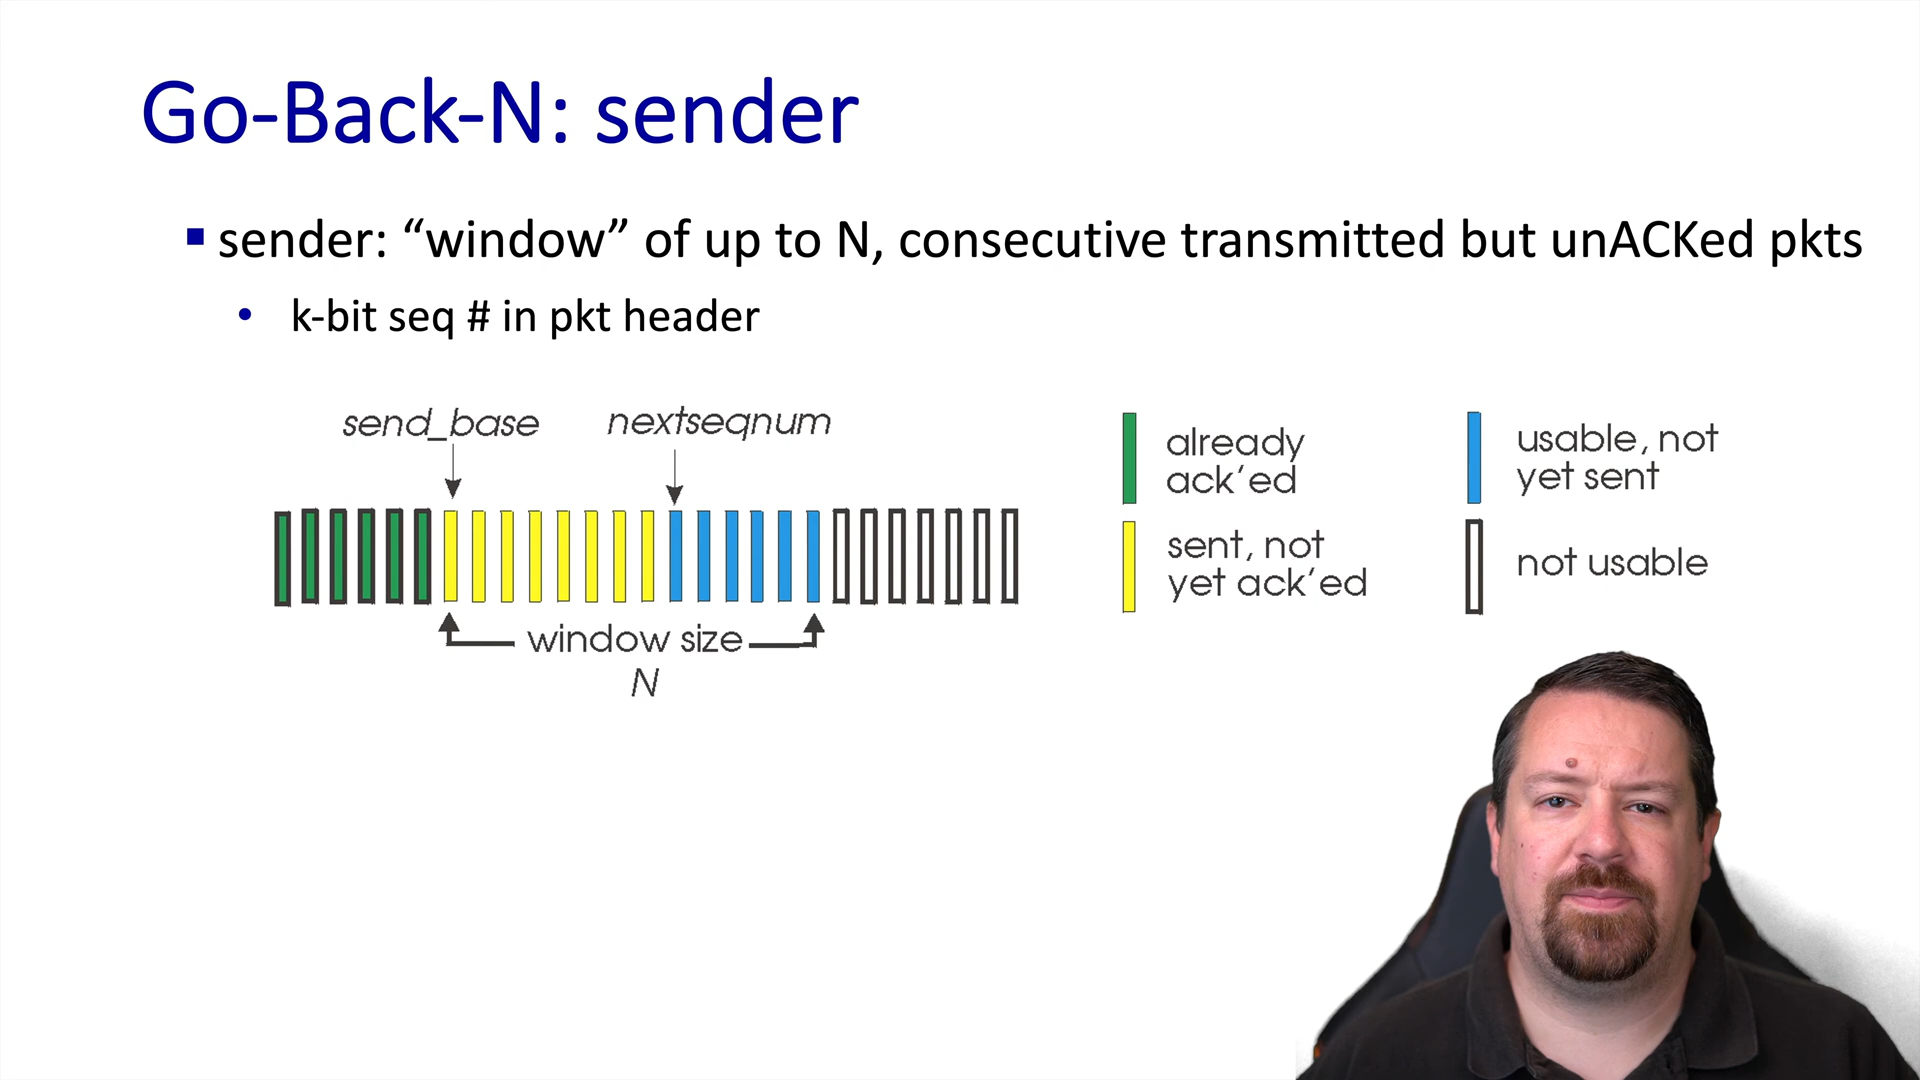 Go-Back-N: sender
▪ sender: “window” of up to N, consecutive transmitted but unACKed pkts
• k-bit seq # in pkt header
send_base
nextseqnum
window size
N
already
ack’ed
sent, not
yet ack’ed
usable, not
yet sent
not usable